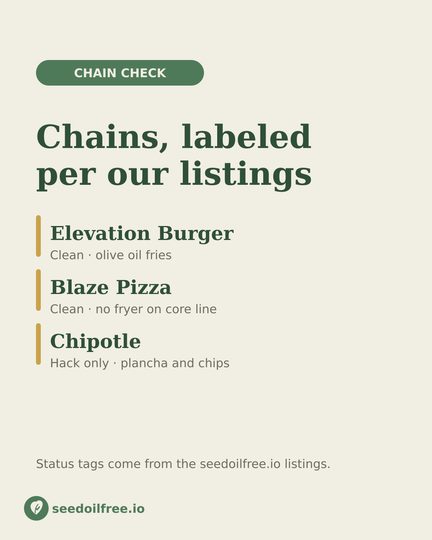 CHAIN CHECK
Chains, labeled
per our listings
Elevation Burger
Clean · olive oil fries
Blaze Pizza
Clean · no fryer on core line
Chipotle
Hack only · plancha and chips
Status tags come from the seedoilfree.io listings.
seedoilfree.io